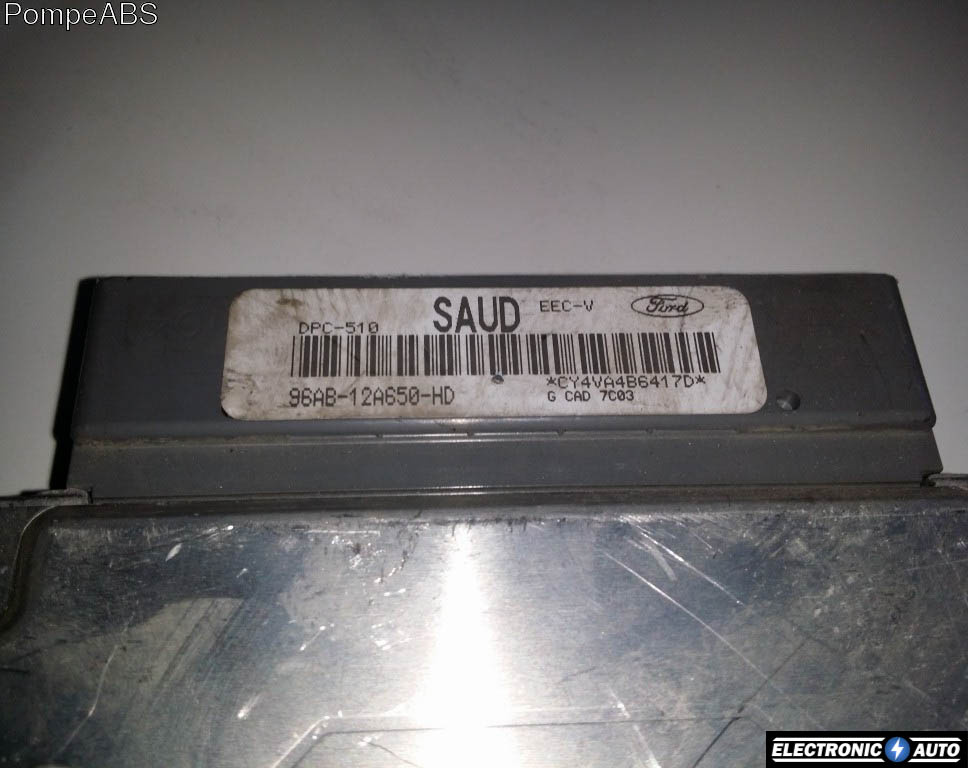 PompeABS
SAUD EEC-V Ford
DPC-510
96AB-12A650-HD
*CY4VA4B6417D*
G CAD 7C03
ELECTRONIC AUTO